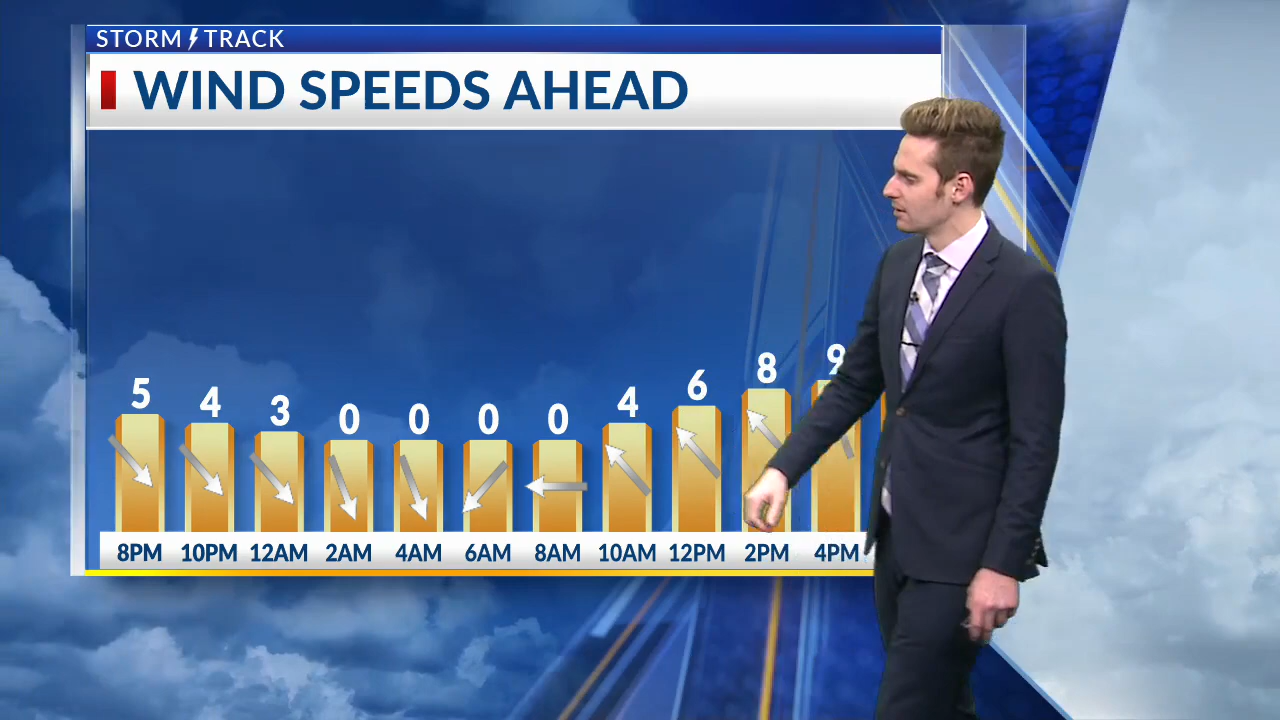 STORM TRACK
WIND SPEEDS AHEAD
5 4 3 0 0 0 0 4 6 8 9
8PM 10PM 12AM 2AM 4AM 6AM 8AM 10AM 12PM 2PM 4PM